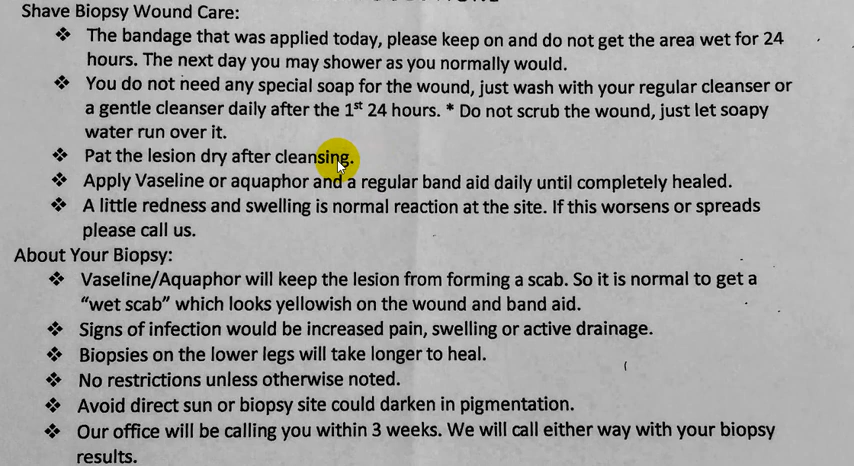 Shave Biopsy Wound Care:
❖ The bandage that was applied today, please keep on and do not get the area wet for 24
hours. The next day you may shower as you normally would.
❖ You do not need any special soap for the wound, just wash with your regular cleanser or
a gentle cleanser daily after the 1st 24 hours. * Do not scrub the wound, just let soapy
water run over it.
❖ Pat the lesion dry after cleansing.
❖ Apply Vaseline or aquaphor and a regular band aid daily until completely healed.
❖ A little redness and swelling is normal reaction at the site. If this worsens or spreads
please call us.
About Your Biopsy:
❖ Vaseline/Aquaphor will keep the lesion from forming a scab. So it is normal to get a
“wet scab” which looks yellowish on the wound and band aid.
❖ Signs of infection would be increased pain, swelling or active drainage.
❖ Biopsies on the lower legs will take longer to heal.
❖ No restrictions unless otherwise noted.
❖ Avoid direct sun or biopsy site could darken in pigmentation.
❖ Our office will be calling you within 3 weeks. We will call either way with your biopsy
results.